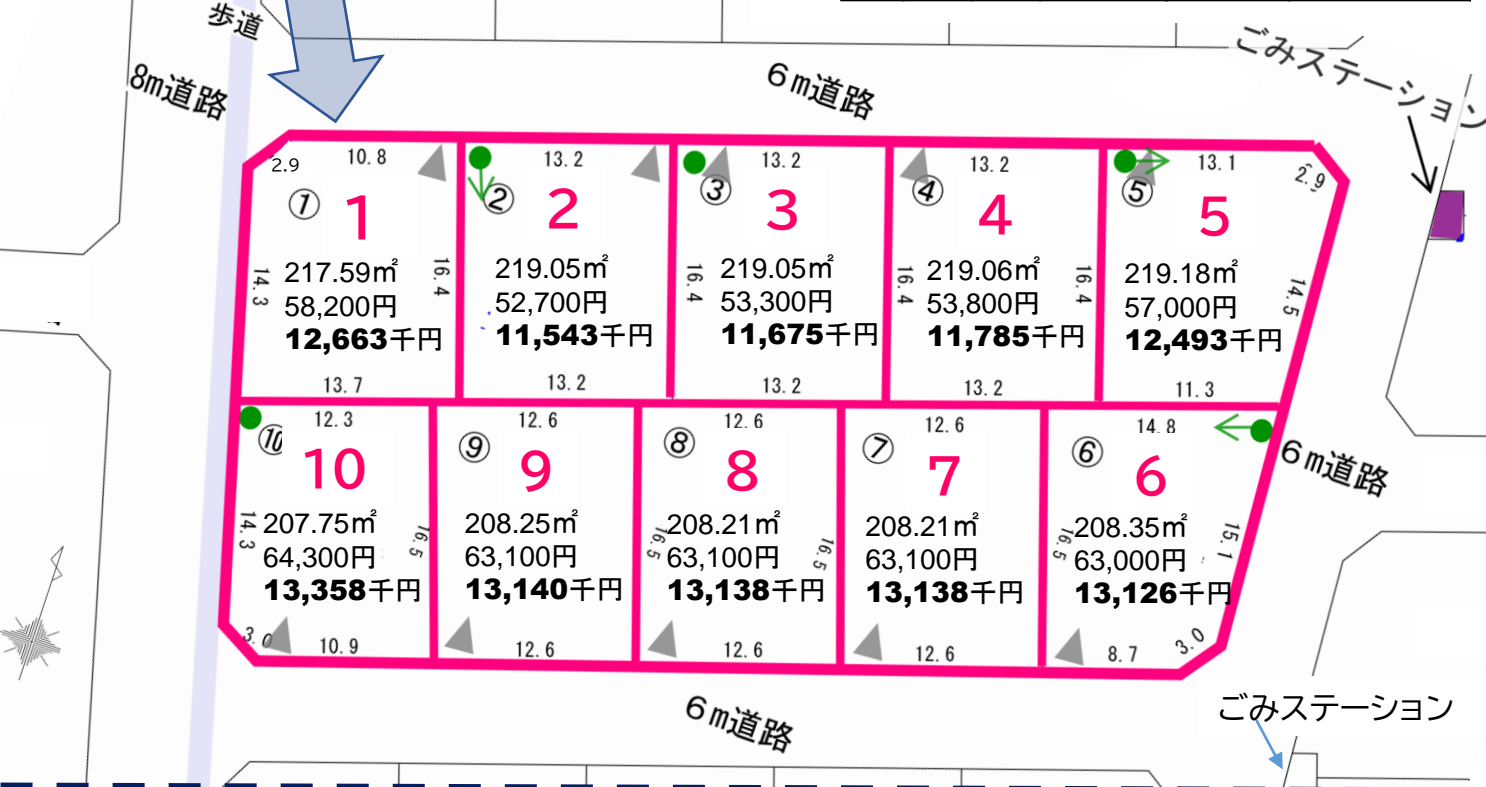 歩道
8m道路
6m道路
ごみステーション
2.9
10.8
①
1
14.3
16.4
217.59㎡
58,200円
12,663千円
13.7
13.2
②
2
219.05㎡
52,700円
11,543千円
13.2
13.2
③
3
16.4
219.05㎡
53,300円
11,675千円
13.2
13.2
④
4
16.4
16.4
219.06㎡
53,800円
11,785千円
13.2
13.1
2.9
⑤
5
14.5
219.18㎡
57,000円
12,493千円
11.3
12.3
⑩
10
14.3
16.5
207.75㎡
64,300円
13,358千円
3.0
10.9
12.6
⑨
9
208.25㎡
63,100円
13,140千円
12.6
12.6
⑧
8
16.5
16.5
208.21㎡
63,100円
13,138千円
12.6
12.6
⑦
7
208.21㎡
63,100円
13,138千円
12.6
14.8
⑥
6
16.5
15.1
208.35㎡
63,000円
13,126千円
8.7
3.0
6m道路
6m道路
ごみステーション